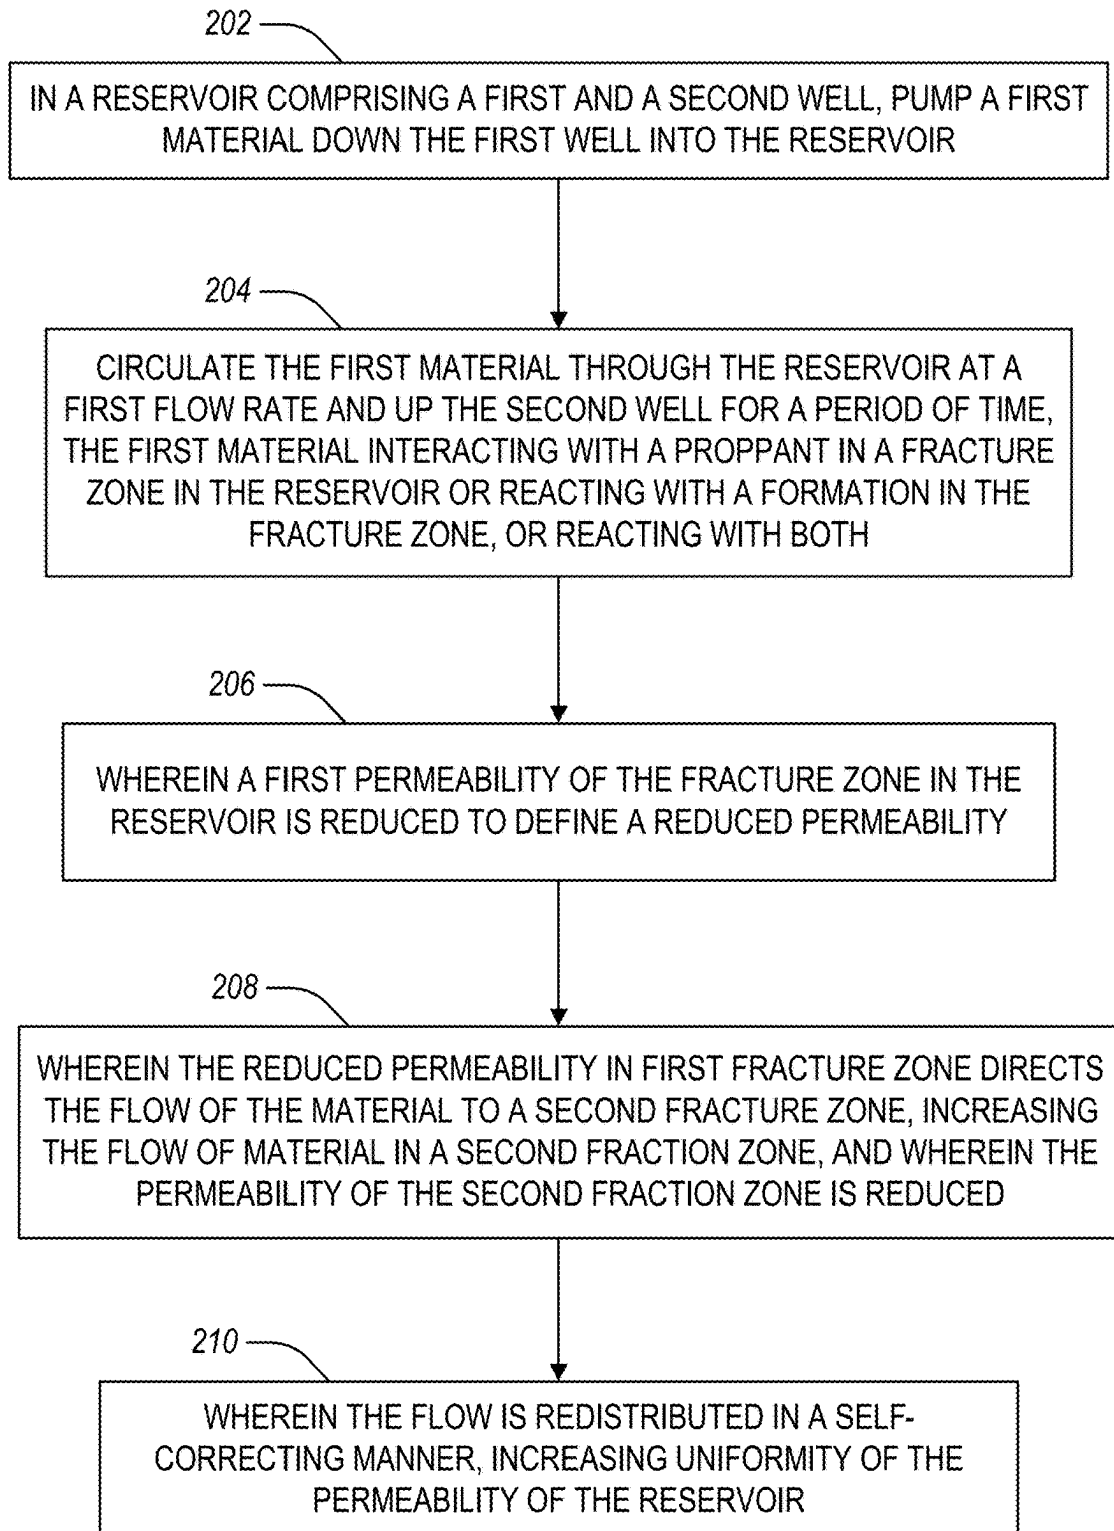 202
IN A RESERVOIR COMPRISING A FIRST AND A SECOND WELL, PUMP A FIRST
MATERIAL DOWN THE FIRST WELL INTO THE RESERVOIR
204
CIRCULATE THE FIRST MATERIAL THROUGH THE RESERVOIR AT A
FIRST FLOW RATE AND UP THE SECOND WELL FOR A PERIOD OF TIME,
THE FIRST MATERIAL INTERACTING WITH A PROPPANT IN A FRACTURE
ZONE IN THE RESERVOIR OR REACTING WITH A FORMATION IN THE
FRACTURE ZONE, OR REACTING WITH BOTH
206
WHEREIN A FIRST PERMEABILITY OF THE FRACTURE ZONE IN THE
RESERVOIR IS REDUCED TO DEFINE A REDUCED PERMEABILITY
208
WHEREIN THE REDUCED PERMEABILITY IN FIRST FRACTURE ZONE DIRECTS
THE FLOW OF THE MATERIAL TO A SECOND FRACTURE ZONE, INCREASING
THE FLOW OF MATERIAL IN A SECOND FRACTION ZONE, AND WHEREIN THE
PERMEABILITY OF THE SECOND FRACTION ZONE IS REDUCED
210
WHEREIN THE FLOW IS REDISTRIBUTED IN A SELF-
CORRECTING MANNER, INCREASING UNIFORMITY OF THE
PERMEABILITY OF THE RESERVOIR